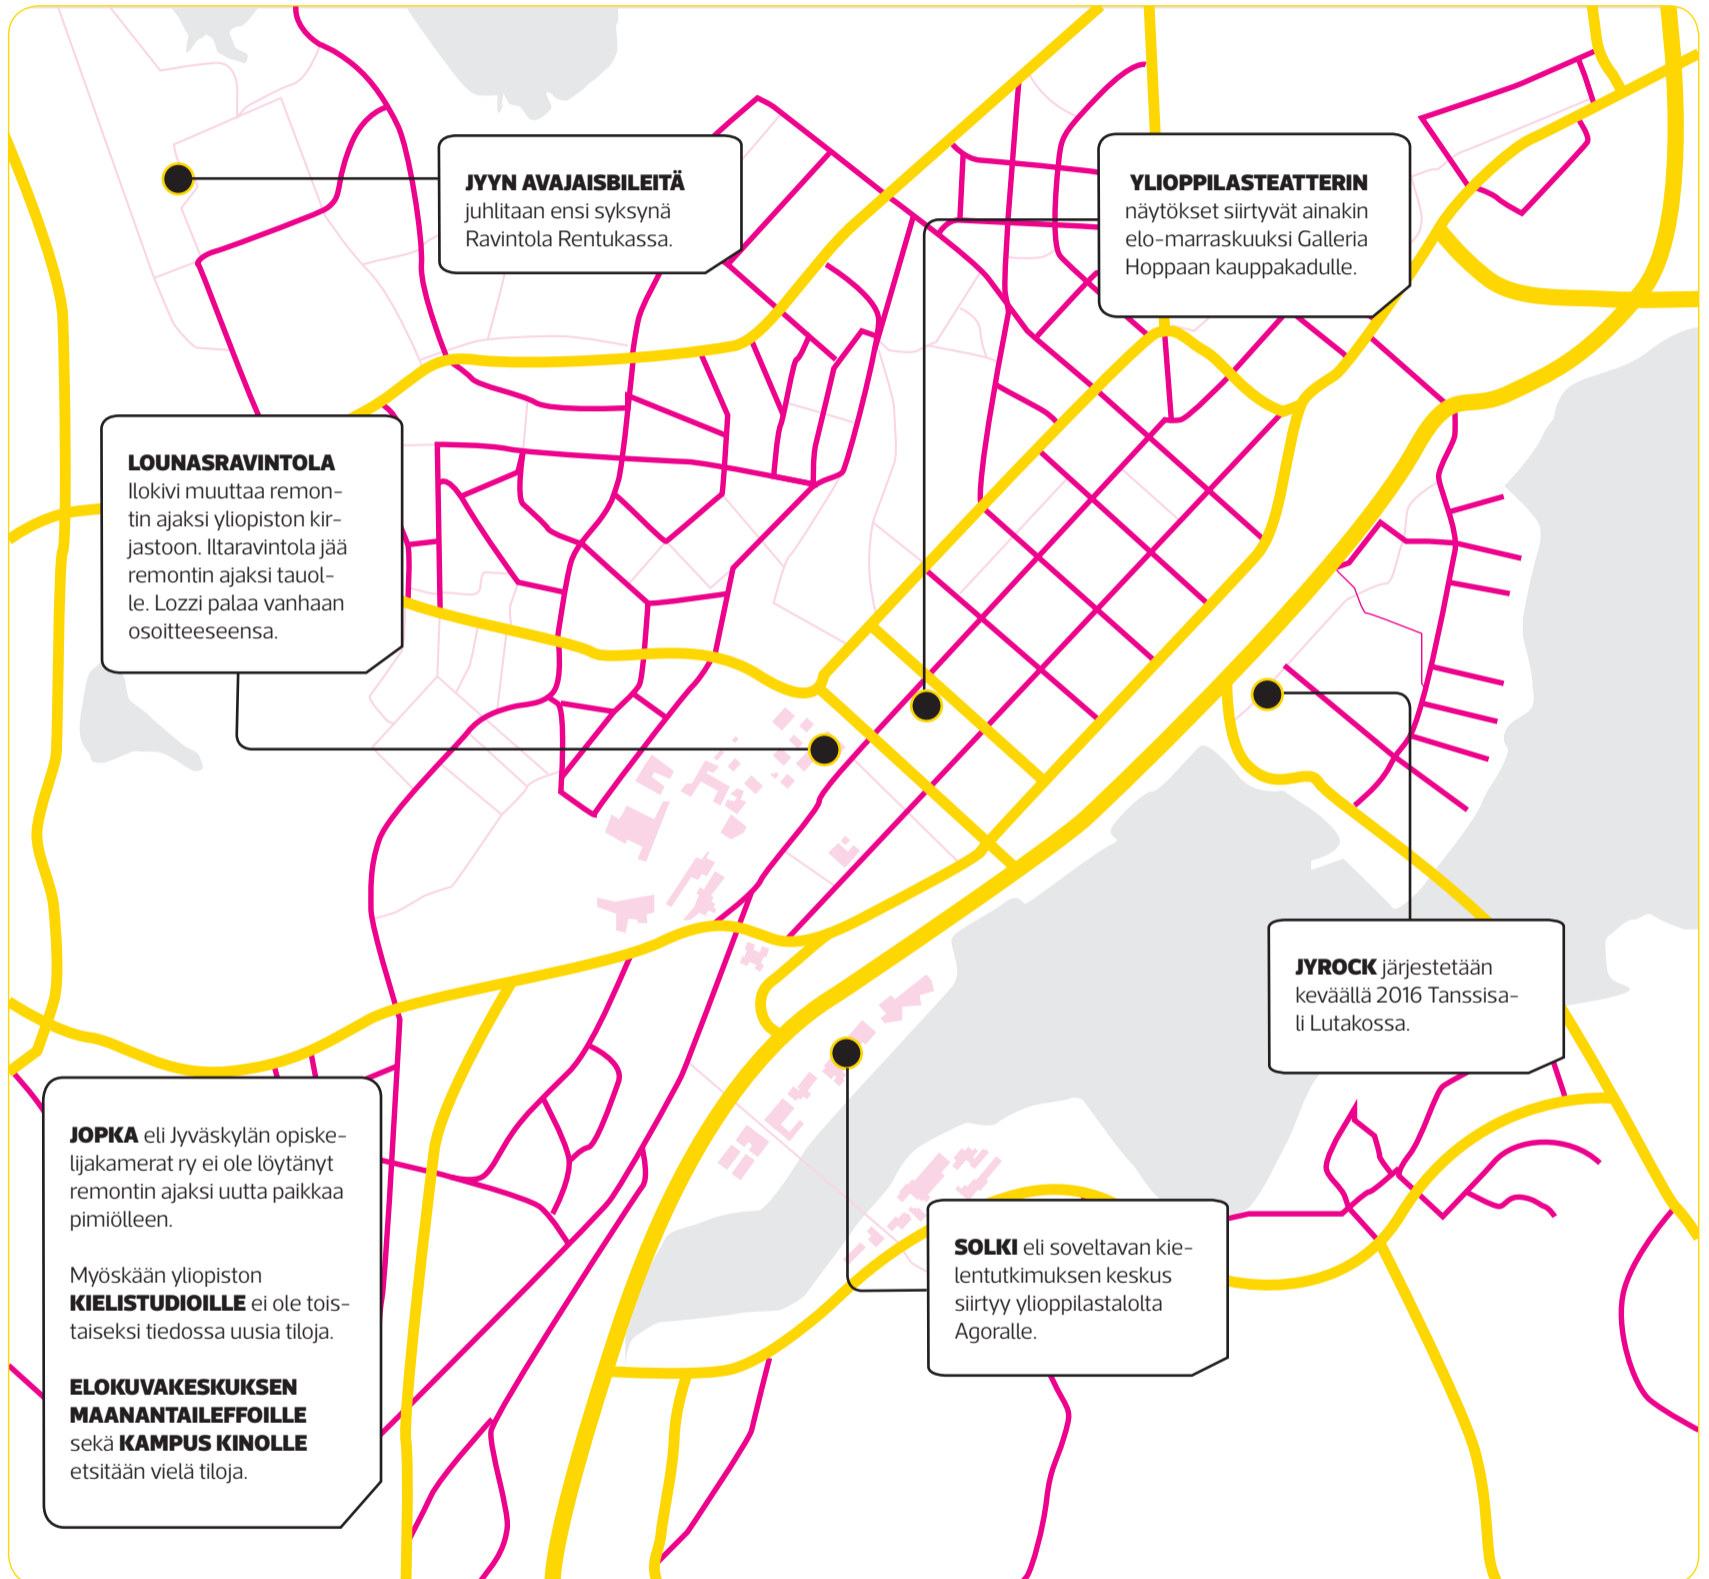 JYYN AVAJAISBILEITÄ
juhlitaan ensi syksynä
Ravintola Rentukassa.
YLIOPPILASTEATTERIN
näytökset siirtyvät ainakin
elo-marraskuuksi Galleria
Hoppaan kauppakadulle.
LOUNASRAVINTOLA
Ilokivi muuttaa remon-
tin ajaksi yliopiston kir-
jastoon. Iltaravintola jää
remontin ajaksi tauol-
le. Lozzi palaa vanhaan
osoitteeseensa.
JYROCK järjestetään
keväällä 2016 Tanssisa-
li Lutakossa.
JOPKA eli Jyväskylän opiske-
lijakamerat ry ei ole löytänyt
remontin ajaksi uutta paikkaa
pimiölleen.
Myöskään yliopiston
KIELISTUDIOILLE ei ole tois-
taiseksi tiedossa uusia tiloja.
ELOKUVAKESKUKSEN
MAANANTAILEFFOILLE
sekä KAMPUS KINOLLE
etsitään vielä tiloja.
SOLKI eli soveltavan kie-
lentutkimuksen keskus
siirtyy ylioppilastalolta
Agoralle.